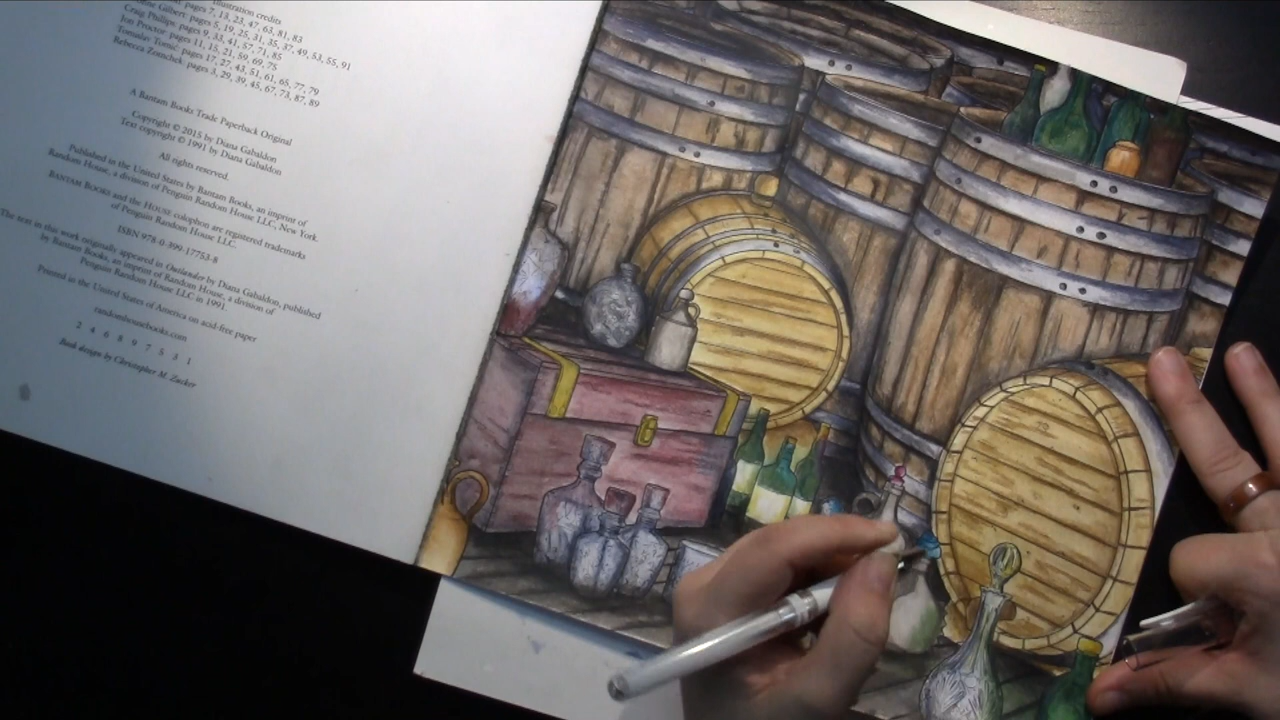 Illustration credits
pages 7, 13, 23, 47, 63, 81, 83
Gilbert: pages 5, 19, 25, 31, 35, 37, 49, 53, 55, 91
Craig Phillips: pages 9, 33, 41, 57, 71, 85
Jon Proctor: pages 11, 15, 21, 59, 69, 75
Tomislav Tomić: pages 17, 27, 43, 51, 61, 65, 77, 79
Rebecca Zomchek: pages 3, 29, 39, 45, 67, 73, 87, 89
A Bantam Books Trade Paperback Original
Copyright © 2015 by Diana Gabaldon
Text copyright © 1991 by Diana Gabaldon
All rights reserved.
Published in the United States by Bantam Books, an imprint of
Random House, a division of Penguin Random House LLC, New York.
BANTAM BOOKS and the HOUSE colophon are registered trademarks
of Penguin Random House LLC.
ISBN 978-0-399-17753-8
The text in this work originally appeared in Outlander by Diana Gabaldon, published
by Bantam Books, an imprint of Random House, a division of
Penguin Random House LLC in 1991.
Printed in the United States of America on acid-free paper
randomhousebooks.com
2 4 6 8 9 7 5 3 1
Book design by Christopher M. Zucker